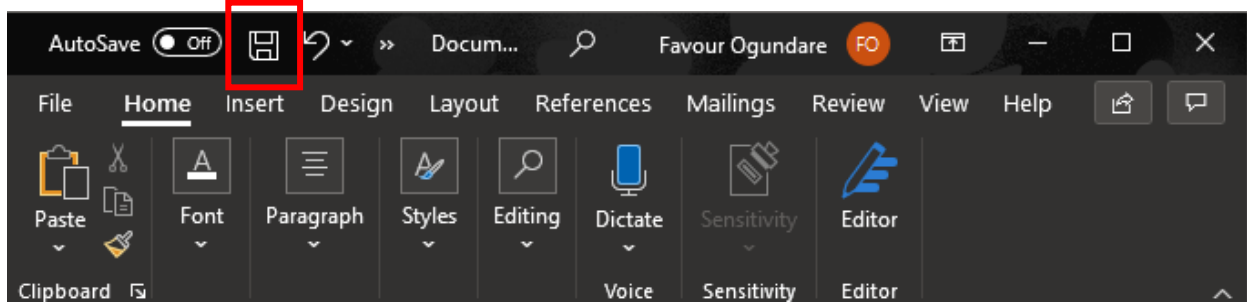 AutoSave Off Docum... Favour Ogundare FO
File Home Insert Design Layout References Mailings Review View Help
Paste Font Paragraph Styles Editing Dictate Sensitivity Editor
Clipboard Voice Sensitivity Editor